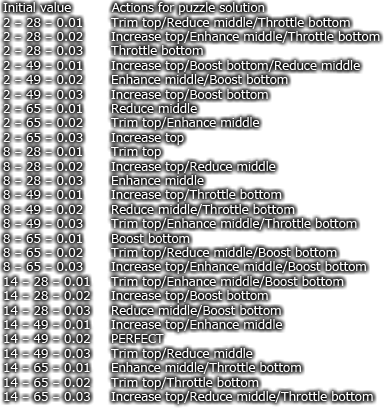 Initial value Actions for puzzle solution
2 – 28 – 0.01 Trim top/Reduce middle/Throttle bottom
2 – 28 – 0.02 Increase top/Enhance middle/Throttle bottom
2 – 28 – 0.03 Throttle bottom
2 – 49 – 0.01 Increase top/Boost bottom/Reduce middle
2 – 49 – 0.02 Enhance middle/Boost bottom
2 – 49 – 0.03 Increase top/Boost bottom
2 – 65 – 0.01 Reduce middle
2 – 65 – 0.02 Trim top/Enhance middle
2 – 65 – 0.03 Increase top
8 – 28 – 0.01 Trim top
8 – 28 – 0.02 Increase top/Reduce middle
8 – 28 – 0.03 Enhance middle
8 – 49 – 0.01 Increase top/Throttle bottom
8 – 49 – 0.02 Reduce middle/Throttle bottom
8 – 49 – 0.03 Trim top/Enhance middle/Throttle bottom
8 – 65 – 0.01 Boost bottom
8 – 65 – 0.02 Trim top/Reduce middle/Boost bottom
8 – 65 – 0.03 Increase top/Enhance middle/Boost bottom
14 – 28 – 0.01 Trim top/Enhance middle/Boost bottom
14 – 28 – 0.02 Increase top/Boost bottom
14 – 28 – 0.03 Reduce middle/Boost bottom
14 – 49 – 0.01 Increase top/Enhance middle
14 – 49 – 0.02 PERFECT
14 – 49 – 0.03 Trim top/Reduce middle
14 – 65 – 0.01 Enhance middle/Throttle bottom
14 – 65 – 0.02 Trim top/Throttle bottom
14 – 65 – 0.03 Increase top/Reduce middle/Throttle bottom